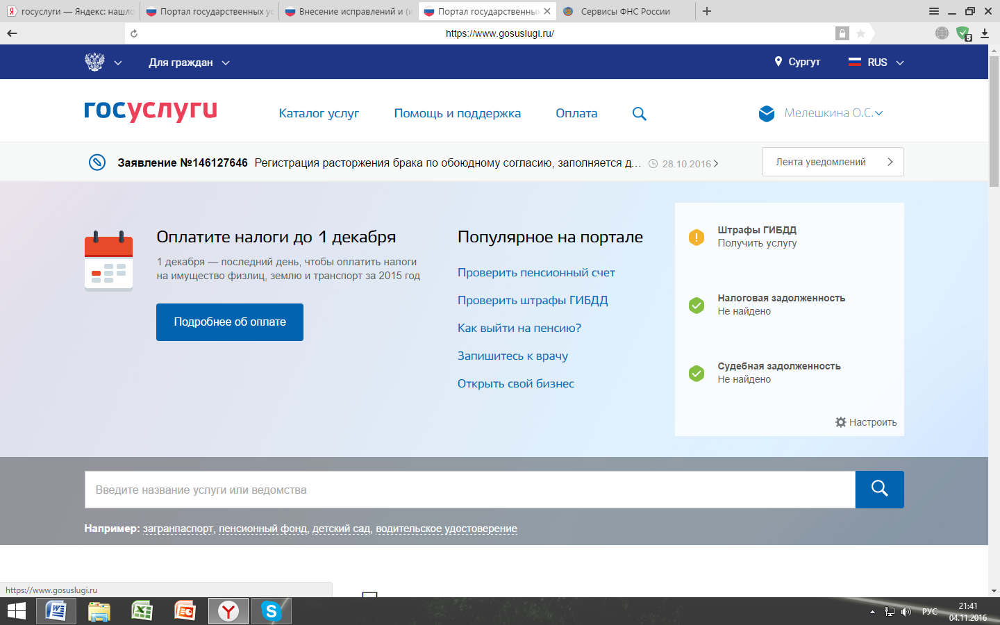 госуслуги — Яндекс: нашло
Портал государственных ус
Внесение исправлений и (и
Портал государственных
Сервисы ФНС России
https://www.gosuslugi.ru/
Для граждан
Сургут
RUS
госуслуги
Каталог услуг
Помощь и поддержка
Оплата
Мелешкина О.С.
Заявление №146127646 Регистрация расторжения брака по обоюдному согласию, заполняется д... 28.10.2016
Лента уведомлений
Оплатите налоги до 1 декабря
1 декабря — последний день, чтобы оплатить налоги
на имущество физлиц, землю и транспорт за 2015 год
Подробнее об оплате
Популярное на портале
Проверить пенсионный счет
Проверить штрафы ГИБДД
Как выйти на пенсию?
Запишитесь к врачу
Открыть свой бизнес
Штрафы ГИБДД
Получить услугу
Налоговая задолженность
Не найдено
Судебная задолженность
Не найдено
Настроить
Введите название услуги или ведомства
Например: загранпаспорт, пенсионный фонд, детский сад, водительское удостоверение
https://www.gosuslugi.ru
РУС
21:41
04.11.2016